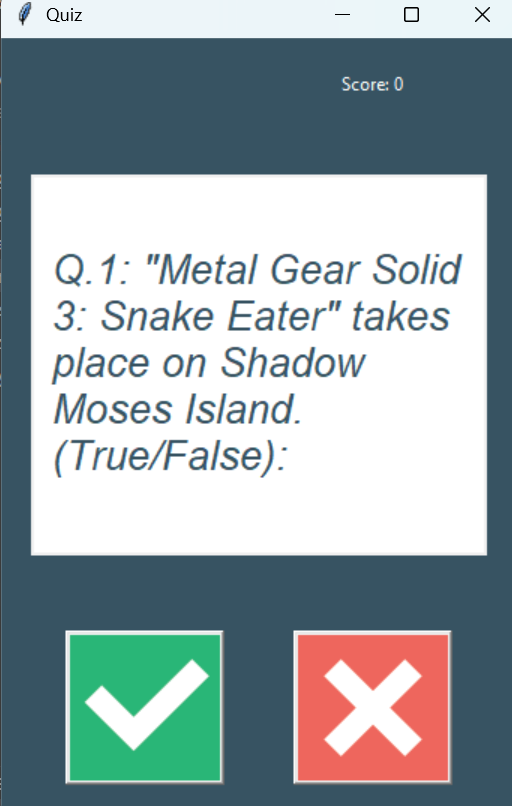 Quiz
Score: 0
Q.1: "Metal Gear Solid
3: Snake Eater" takes
place on Shadow
Moses Island.
(True/False):